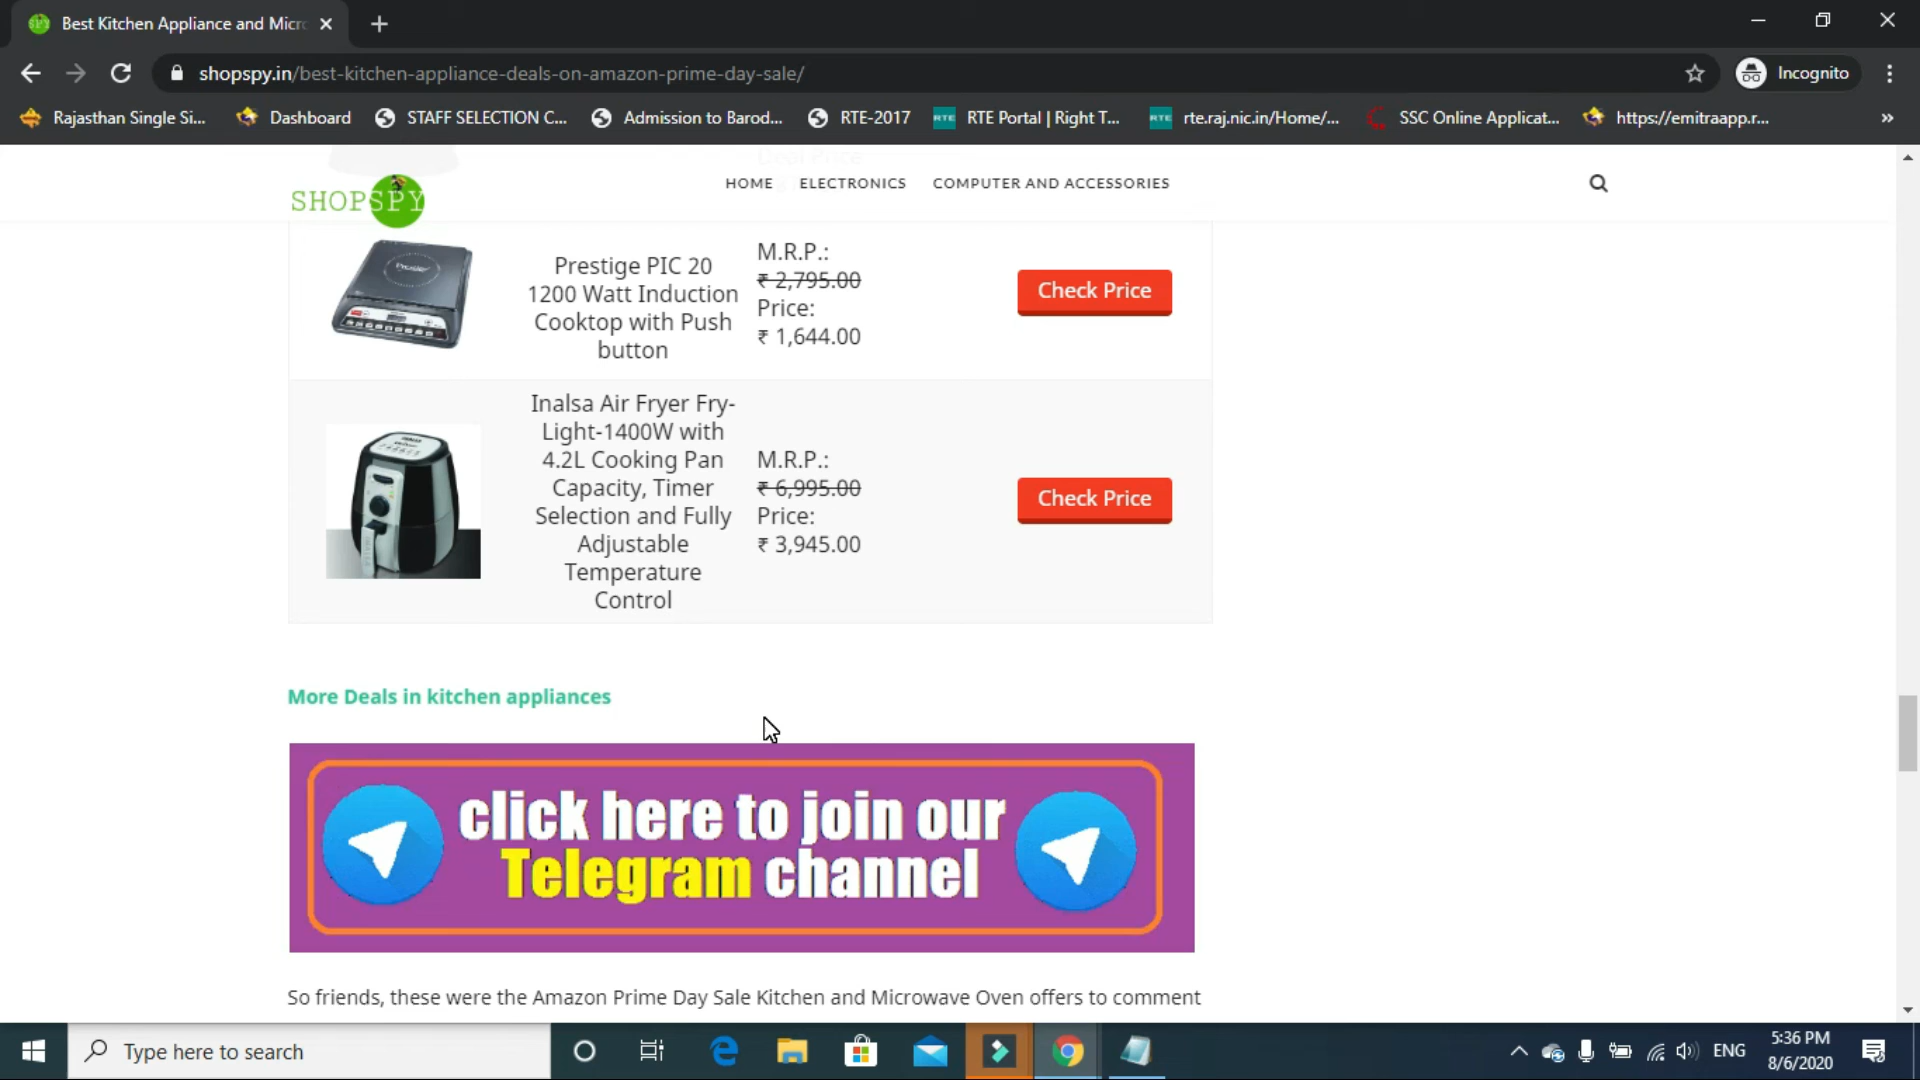 Best Kitchen Appliance and Micr
shopspy.in/best-kitchen-appliance-deals-on-amazon-prime-day-sale/
Incognito
Rajasthan Single Si...
Dashboard
STAFF SELECTION C...
Admission to Barod...
RTE-2017
RTE
RTE Portal | Right T...
RTE
rte.raj.nic.in/Home/...
SSC Online Applicat...
https://emitraapp.r...
»
Deal Price
SHOPSPY
HOME
ELECTRONICS
COMPUTER AND ACCESSORIES
Prestige PIC 20
1200 Watt Induction
Cooktop with Push
button
M.R.P.:
₹ 2,795.00
Price:
₹ 1,644.00
Check Price
Inalsa Air Fryer Fry-
Light-1400W with
4.2L Cooking Pan
Capacity, Timer
Selection and Fully
Adjustable
Temperature
Control
M.R.P.:
₹ 6,995.00
Price:
₹ 3,945.00
Check Price
More Deals in kitchen appliances
click here to join our
Telegram channel
So friends, these were the Amazon Prime Day Sale Kitchen and Microwave Oven offers to comment
Type here to search
ENG
5:36 PM
8/6/2020